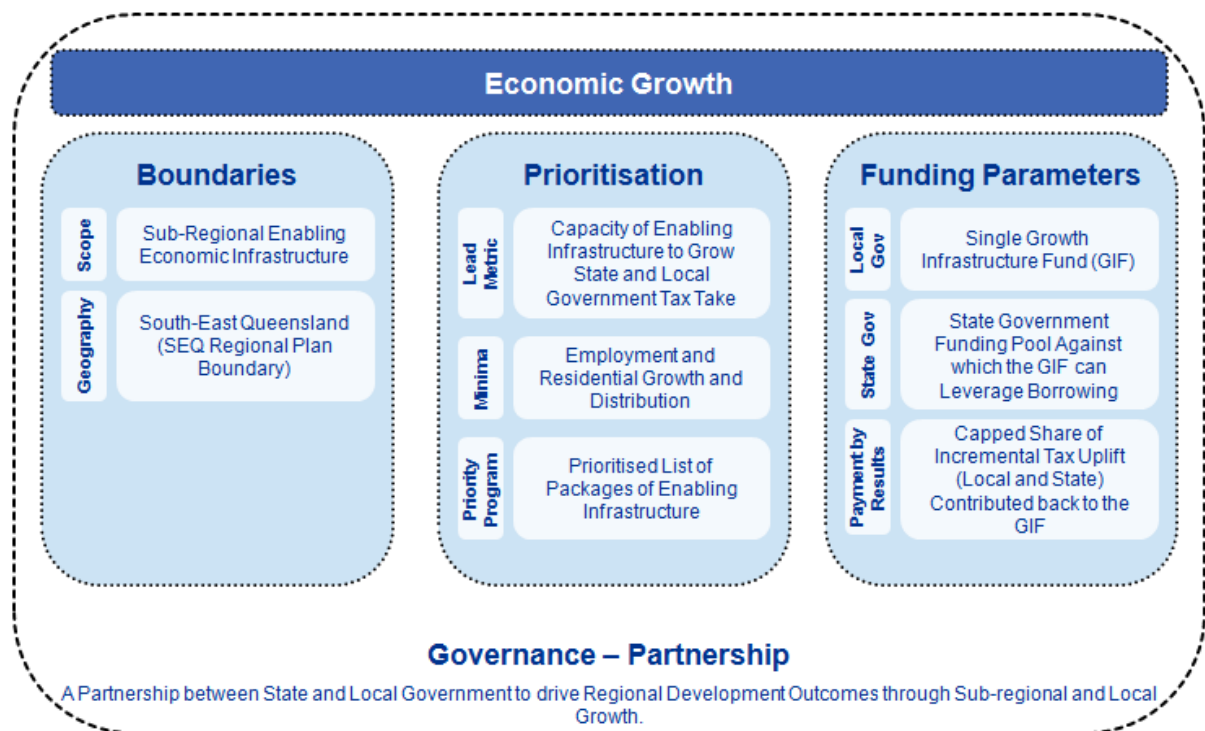 Economic Growth
Boundaries
Scope
Sub-Regional Enabling
Economic Infrastructure
Geography
South-East Queensland
(SEQ Regional Plan
Boundary)
Prioritisation
Lead
Metric
Capacity of Enabling
Infrastructure to Grow
State and Local
Government Tax Take
Minima
Employment and
Residential Growth and
Distribution
Priority
Program
Prioritised List of
Packages of Enabling
Infrastructure
Funding Parameters
Local
Gov
Single Growth
Infrastructure Fund (GIF)
State Gov
State Government
Funding Pool Against
which the GIF can
Leverage Borrowing
Payment by
Results
Capped Share of
Incremental Tax Uplift
(Local and State)
Contributed back to the
GIF
Governance – Partnership
A Partnership between State and Local Government to drive Regional Development Outcomes through Sub-regional and Local
Growth.